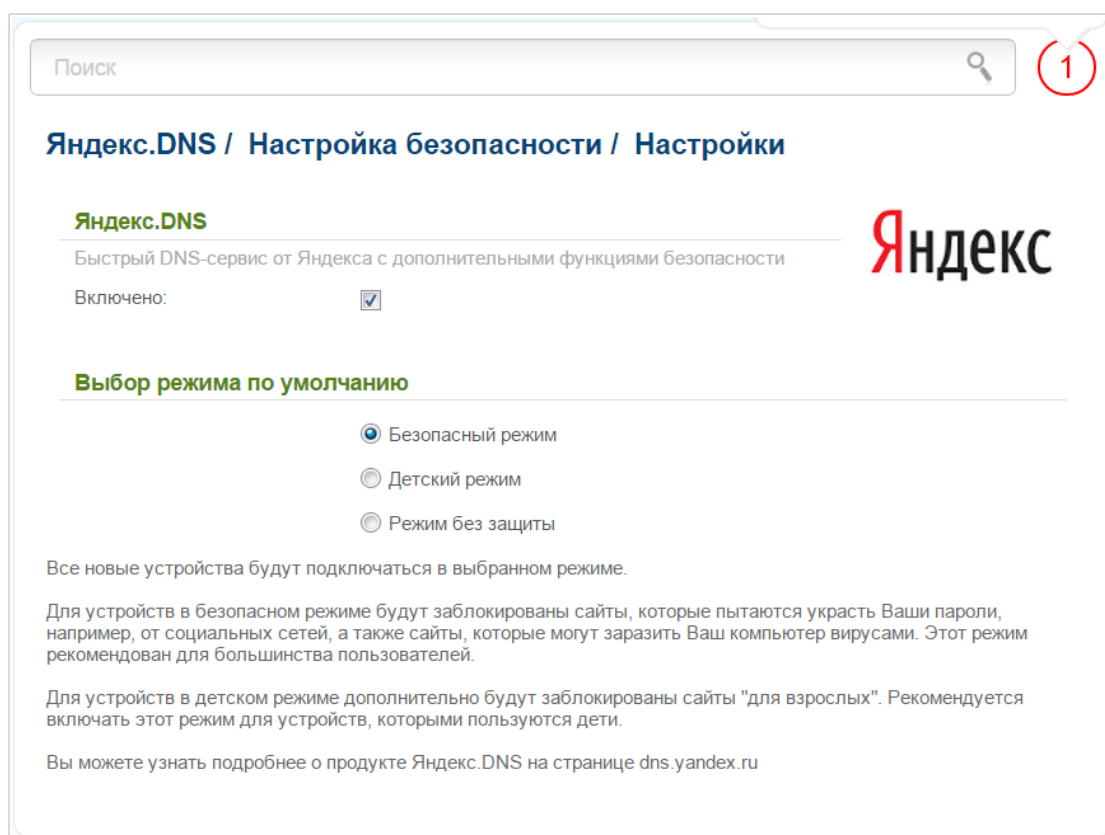 Поиск
1
Яндекс.DNS /  Настройка безопасности /  Настройки
Яндекс.DNS
Яндекс
Быстрый DNS-сервис от Яндекса с дополнительными функциями безопасности
Включено:
Выбор режима по умолчанию
Безопасный режим
Детский режим
Режим без защиты
Все новые устройства будут подключаться в выбранном режиме.
Для устройств в безопасном режиме будут заблокированы сайты, которые пытаются украсть Ваши пароли,
например, от социальных сетей, а также сайты, которые могут заразить Ваш компьютер вирусами. Этот режим
рекомендован для большинства пользователей.
Для устройств в детском режиме дополнительно будут заблокированы сайты "для взрослых". Рекомендуется
включать этот режим для устройств, которыми пользуются дети.
Вы можете узнать подробнее о продукте Яндекс.DNS на странице dns.yandex.ru